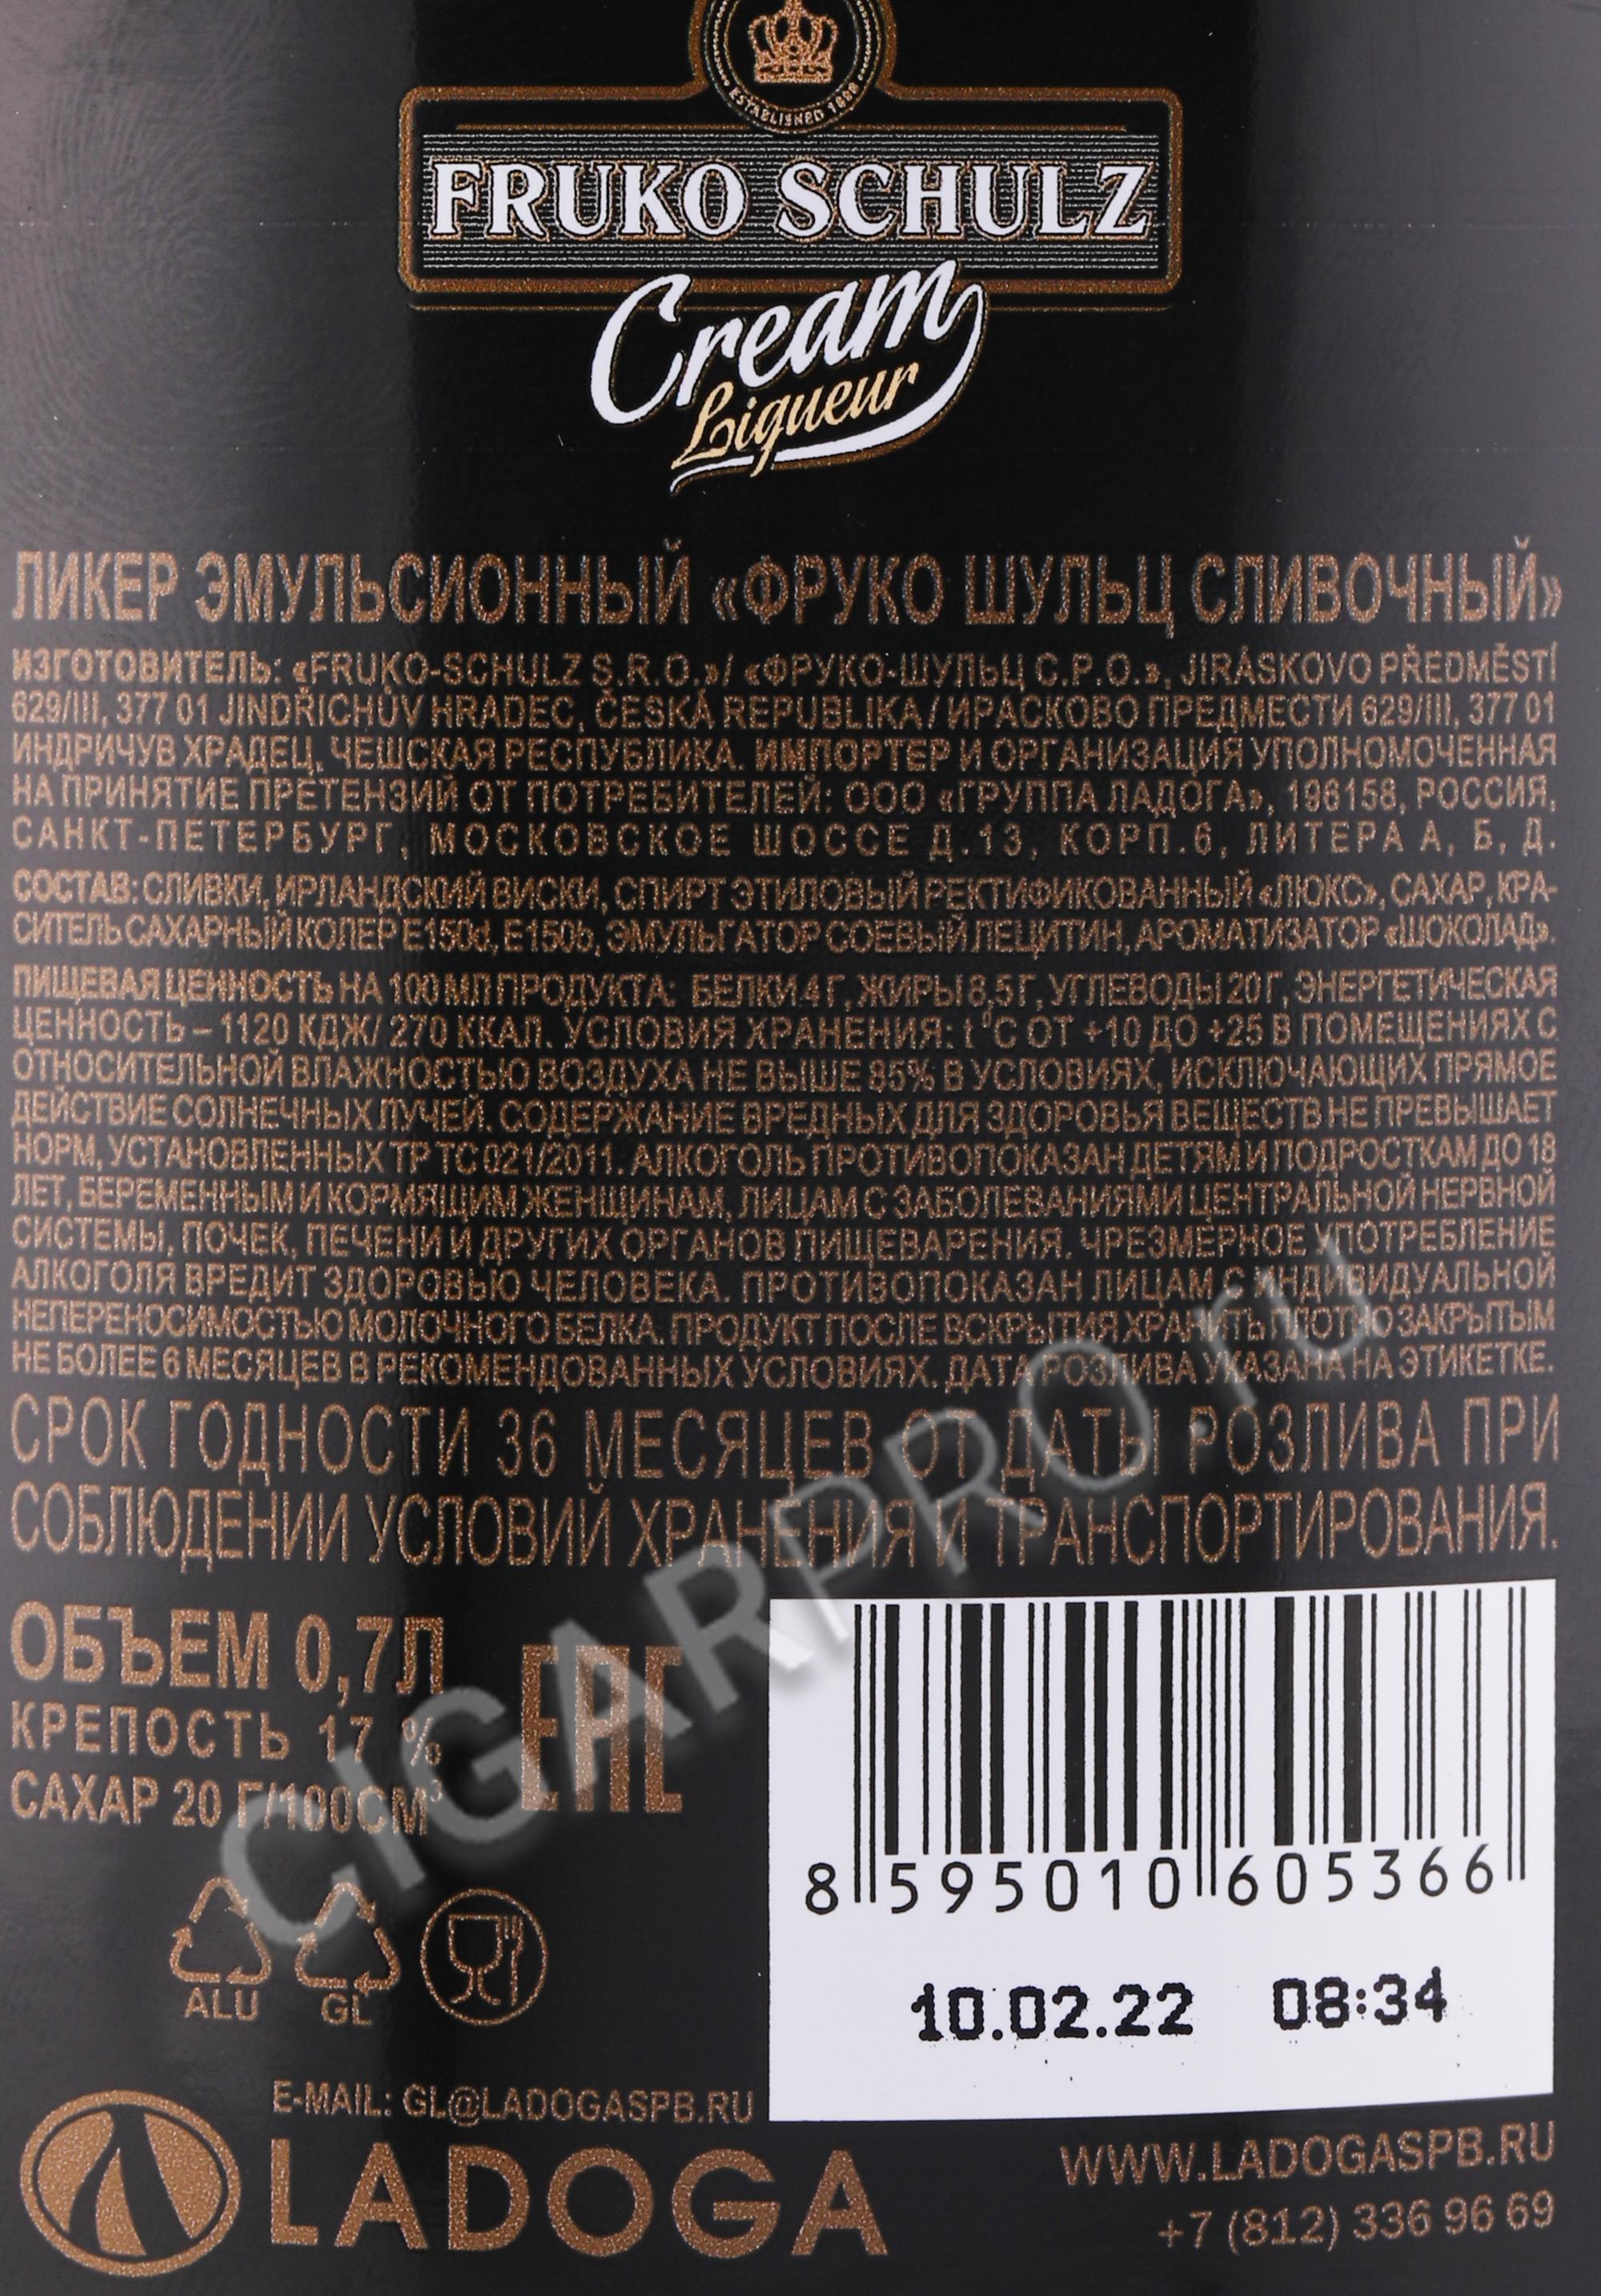 ESTABLISHED 1898
FRUKO SCHULZ
Cream
Liqueur
ЛИКЕР ЭМУЛЬСИОННЫЙ «ФРУКО ШУЛЬЦ СЛИВОЧНЫЙ»
ИЗГОТОВИТЕЛЬ: «FRUKO-SCHULZ S.R.O.»/ «ФРУКО-ШУЛЬЦ С.Р.О.», JIRÁSKOVO PŘEDMĚSTÍ
629/III, 377 01 JINDŘICHŮV HRADEC, ČESKÁ REPUBLIKA / ИРАСКОВО ПРЕДМЕСТИ 629/III, 377 01
ИНДРИЧУВ ХРАДЕЦ, ЧЕШСКАЯ РЕСПУБЛИКА. ИМПОРТЕР И ОРГАНИЗАЦИЯ УПОЛНОМОЧЕННАЯ
НА ПРИНЯТИЕ ПРЕТЕНЗИЙ ОТ ПОТРЕБИТЕЛЕЙ: ООО «ГРУППА ЛАДОГА», 196158, РОССИЯ,
САНКТ-ПЕТЕРБУРГ, МОСКОВСКОЕ ШОССЕ Д.13, КОРП.6, ЛИТЕРА А, Б, Д.
СОСТАВ: СЛИВКИ, ИРЛАНДСКИЙ ВИСКИ, СПИРТ ЭТИЛОВЫЙ РЕКТИФИКОВАННЫЙ «ЛЮКС», САХАР, КРА-
СИТЕЛЬ САХАРНЫЙ КОЛЕР Е150d, Е150b, ЭМУЛЬГАТОР СОЕВЫЙ ЛЕЦИТИН, АРОМАТИЗАТОР «ШОКОЛАД».
ПИЩЕВАЯ ЦЕННОСТЬ НА 100 МЛ ПРОДУКТА: БЕЛКИ 4 Г, ЖИРЫ 8,5 Г, УГЛЕВОДЫ 20 Г, ЭНЕРГЕТИЧЕСКАЯ
ЦЕННОСТЬ – 1120 КДЖ/ 270 ККАЛ. УСЛОВИЯ ХРАНЕНИЯ: t °C ОТ +10 ДО +25 В ПОМЕЩЕНИЯХ С
ОТНОСИТЕЛЬНОЙ ВЛАЖНОСТЬЮ ВОЗДУХА НЕ ВЫШЕ 85% В УСЛОВИЯХ, ИСКЛЮЧАЮЩИХ ПРЯМОЕ
ДЕЙСТВИЕ СОЛНЕЧНЫХ ЛУЧЕЙ. СОДЕРЖАНИЕ ВРЕДНЫХ ДЛЯ ЗДОРОВЬЯ ВЕЩЕСТВ НЕ ПРЕВЫШАЕТ
НОРМ, УСТАНОВЛЕННЫХ ТР ТС 021/2011. АЛКОГОЛЬ ПРОТИВОПОКАЗАН ДЕТЯМ И ПОДРОСТКАМ ДО 18
ЛЕТ, БЕРЕМЕННЫМ И КОРМЯЩИМ ЖЕНЩИНАМ, ЛИЦАМ С ЗАБОЛЕВАНИЯМИ ЦЕНТРАЛЬНОЙ НЕРВНОЙ
СИСТЕМЫ, ПОЧЕК, ПЕЧЕНИ И ДРУГИХ ОРГАНОВ ПИЩЕВАРЕНИЯ. ЧРЕЗМЕРНОЕ УПОТРЕБЛЕНИЕ
АЛКОГОЛЯ ВРЕДИТ ЗДОРОВЬЮ ЧЕЛОВЕКА. ПРОТИВОПОКАЗАН ЛИЦАМ С ИНДИВИДУАЛЬНОЙ
НЕПЕРЕНОСИМОСТЬЮ МОЛОЧНОГО БЕЛКА. ПРОДУКТ ПОСЛЕ ВСКРЫТИЯ ХРАНИТЬ ПЛОТНО ЗАКРЫТЫМ
НЕ БОЛЕЕ 6 МЕСЯЦЕВ В РЕКОМЕНДОВАННЫХ УСЛОВИЯХ. ДАТА РОЗЛИВА УКАЗАНА НА ЭТИКЕТКЕ.
СРОК ГОДНОСТИ 36 МЕСЯЦЕВ ОТ ДАТЫ РОЗЛИВА ПРИ
СОБЛЮДЕНИИ УСЛОВИЙ ХРАНЕНИЯ И ТРАНСПОРТИРОВАНИЯ.
ОБЪЕМ 0,7Л
КРЕПОСТЬ 17 %
САХАР 20 Г/100СМ³
EAC
8 595010 605366
10.02.22 08:34
ALU GL
E-MAIL: GL@LADOGASPB.RU
LADOGA
WWW.LADOGASPB.RU
+7 (812) 336 96 69
CIGARPRO.ru